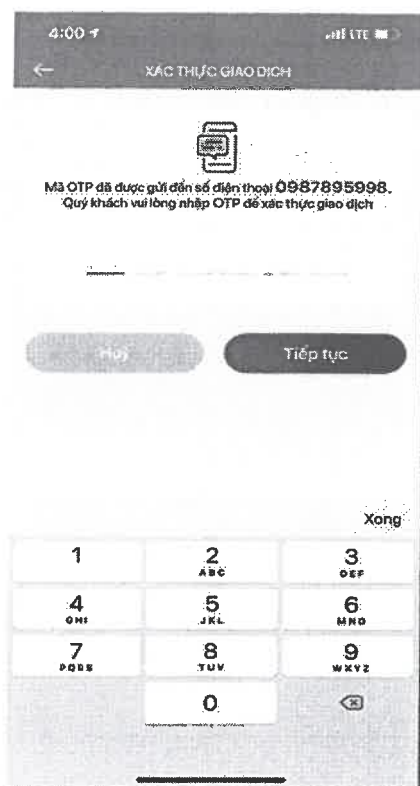 4:00
LTE
XÁC THỰC GIAO DỊCH
Mã OTP đã được gửi đến số điện thoại 0987895998.
Quý khách vui lòng nhập OTP để xác thực giao dịch
Huỷ Tiếp tục
Xong
1 2 3
ABC DEF
4 5 6
GHI JKL MNO
7 8 9
PQRS TUV WXYZ
0